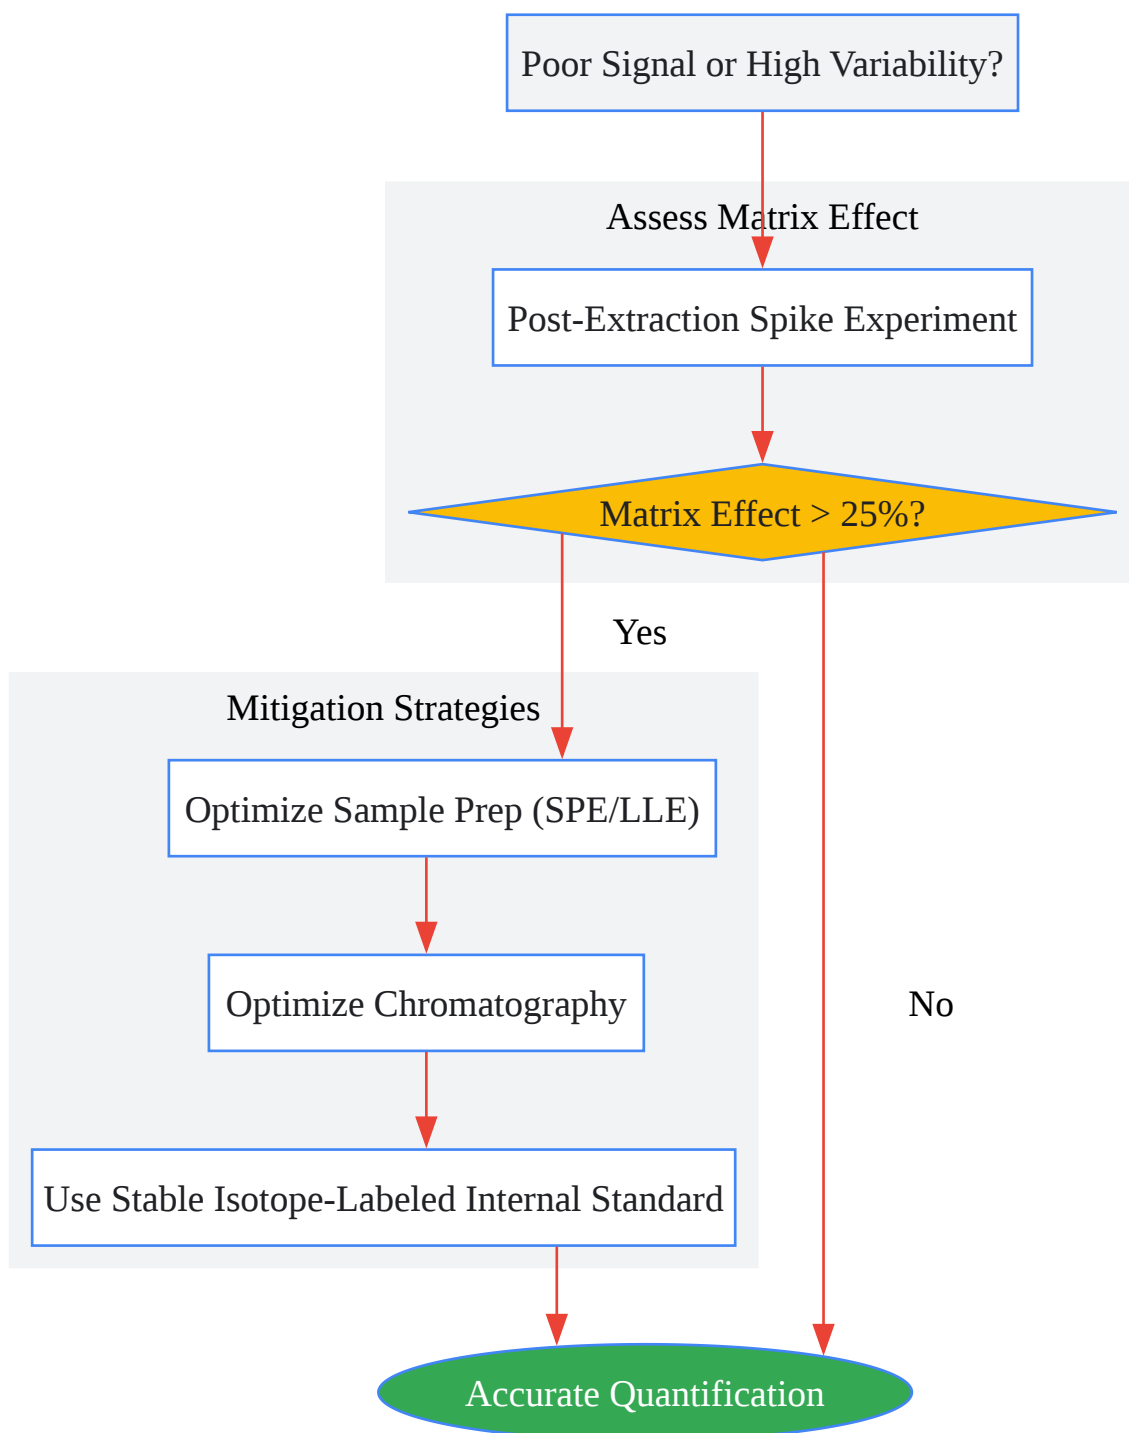 Poor Signal or High Variability?
Assess Matrix Effect
Post-Extraction Spike Experiment
Matrix Effect > 25%?
Yes
Mitigation Strategies
Optimize Sample Prep (SPE/LLE)
Optimize Chromatography
No
Use Stable Isotope-Labeled Internal Standard
Accurate Quantification